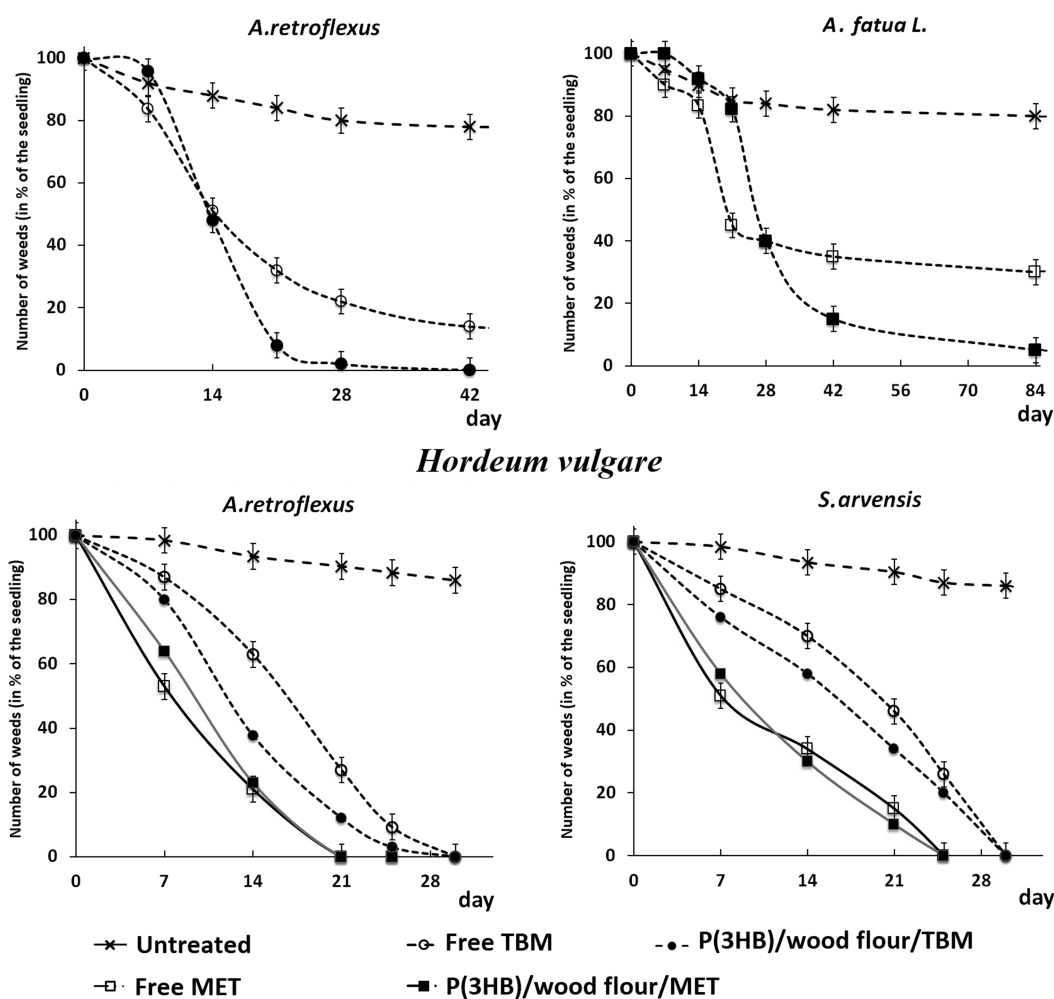 A.retroflexus
Number of weeds (in % of the seedling)
100
80
60
40
20
0
0 14 28 42
day
A. fatua L.
Number of weeds (in % of the seedling)
100
80
60
40
20
0
0 14 28 42 56 70 84
day
Hordeum vulgare
A.retroflexus
Number of weeds (in % of the seedling)
100
80
60
40
20
0
0 7 14 21 28
day
S.arvensis
Number of weeds (in % of the seedling)
100
80
60
40
20
0
0 7 14 21 28
day
Untreated
Free TBM
P(3HB)/wood flour/TBM
Free MET
P(3HB)/wood flour/MET